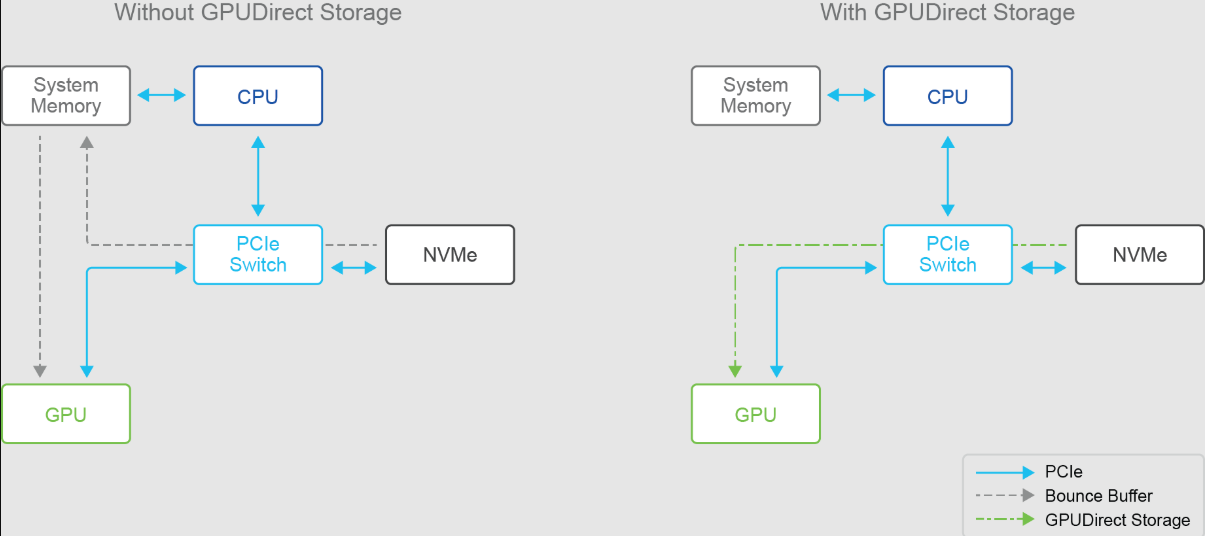 Without GPUDirect Storage
System
Memory
CPU
PCIe
Switch
NVMe
GPU
With GPUDirect Storage
System
Memory
CPU
PCIe
Switch
NVMe
GPU
PCIe
Bounce Buffer
GPUDirect Storage